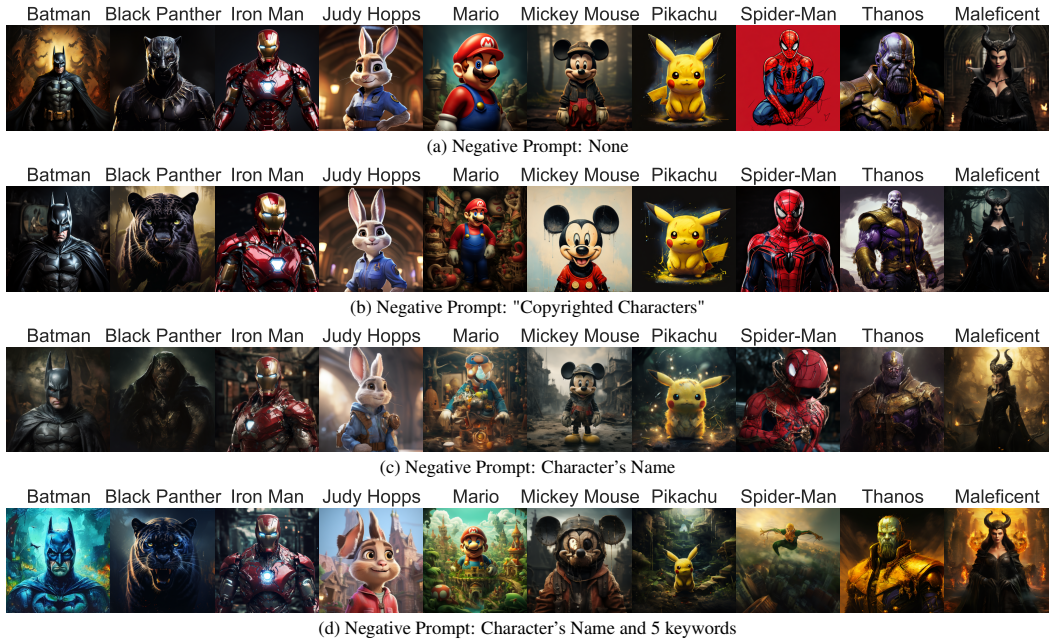 Batman Black Panther Iron Man Judy Hopps Mario Mickey Mouse Pikachu Spider-Man Thanos Maleficent
(a) Negative Prompt: None
Batman Black Panther Iron Man Judy Hopps Mario Mickey Mouse Pikachu Spider-Man Thanos Maleficent
(b) Negative Prompt: "Copyrighted Characters"
Batman Black Panther Iron Man Judy Hopps Mario Mickey Mouse Pikachu Spider-Man Thanos Maleficent
(c) Negative Prompt: Character's Name
Batman Black Panther Iron Man Judy Hopps Mario Mickey Mouse Pikachu Spider-Man Thanos Maleficent
(d) Negative Prompt: Character's Name and 5 keywords